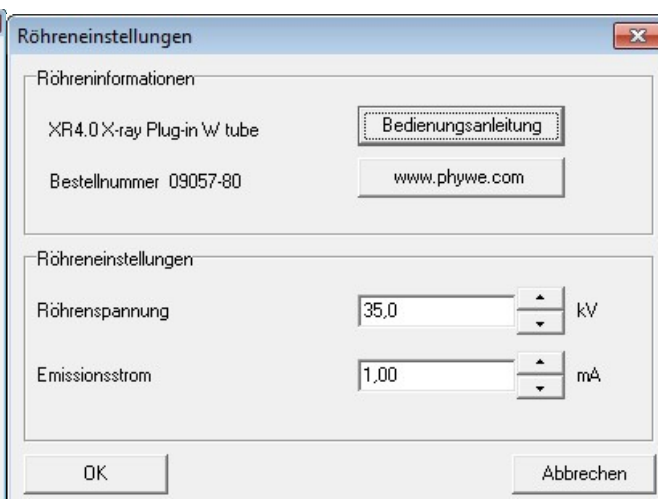 Röhreneinstellungen
Röhreninformationen
XR4.0 X-ray Plug-in W tube
Bedienungsanleitung
Bestellnummer 09057-80
www.phywe.com
Röhreneinstellungen
Röhrenspannung 35,0 kV
Emissionsstrom 1,00 mA
OK Abbrechen